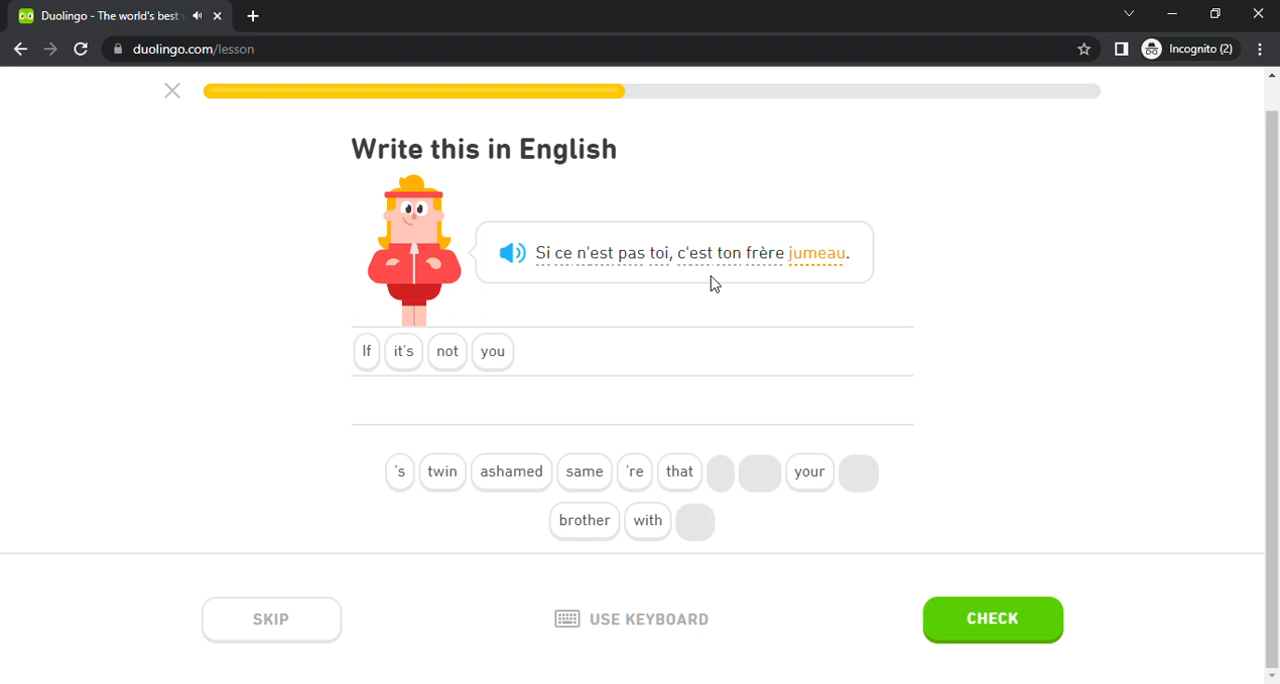 Duolingo - The world's best
duolingo.com/lesson
Incognito (2)
Write this in English
Si ce n'est pas toi, c'est ton frère jumeau.
If it's not you
's twin ashamed same 're that your
brother with
SKIP USE KEYBOARD CHECK